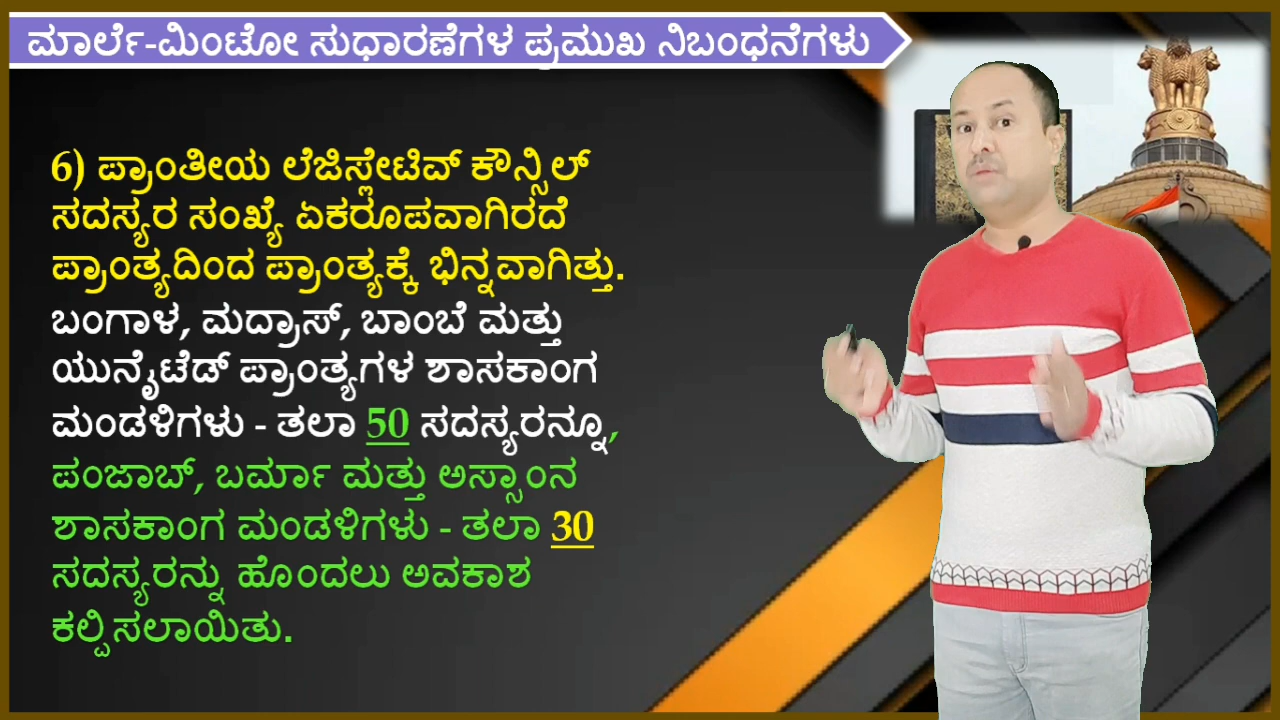 ಮಾರ್ಲೆ-ಮಿಂಟೋ ಸುಧಾರಣೆಗಳ ಪ್ರಮುಖ ನಿಬಂಧನೆಗಳು
6) ಪ್ರಾಂತೀಯ ಲೆಜಿಸ್ಲೇಟಿವ್ ಕೌನ್ಸಿಲ್
ಸದಸ್ಯರ ಸಂಖ್ಯೆ ಏಕರೂಪವಾಗಿರದೆ
ಪ್ರಾಂತ್ಯದಿಂದ ಪ್ರಾಂತ್ಯಕ್ಕೆ ಭಿನ್ನವಾಗಿತ್ತು.
ಬಂಗಾಳ, ಮದ್ರಾಸ್, ಬಾಂಬೆ ಮತ್ತು
ಯುನೈಟೆಡ್ ಪ್ರಾಂತ್ಯಗಳ ಶಾಸಕಾಂಗ
ಮಂಡಳಿಗಳು - ತಲಾ 50 ಸದಸ್ಯರನ್ನೂ,
ಪಂಜಾಬ್, ಬರ್ಮಾ ಮತ್ತು ಅಸ್ಸಾಂನ
ಶಾಸಕಾಂಗ ಮಂಡಳಿಗಳು - ತಲಾ 30
ಸದಸ್ಯರನ್ನು ಹೊಂದಲು ಅವಕಾಶ
ಕಲ್ಪಿಸಲಾಯಿತು.